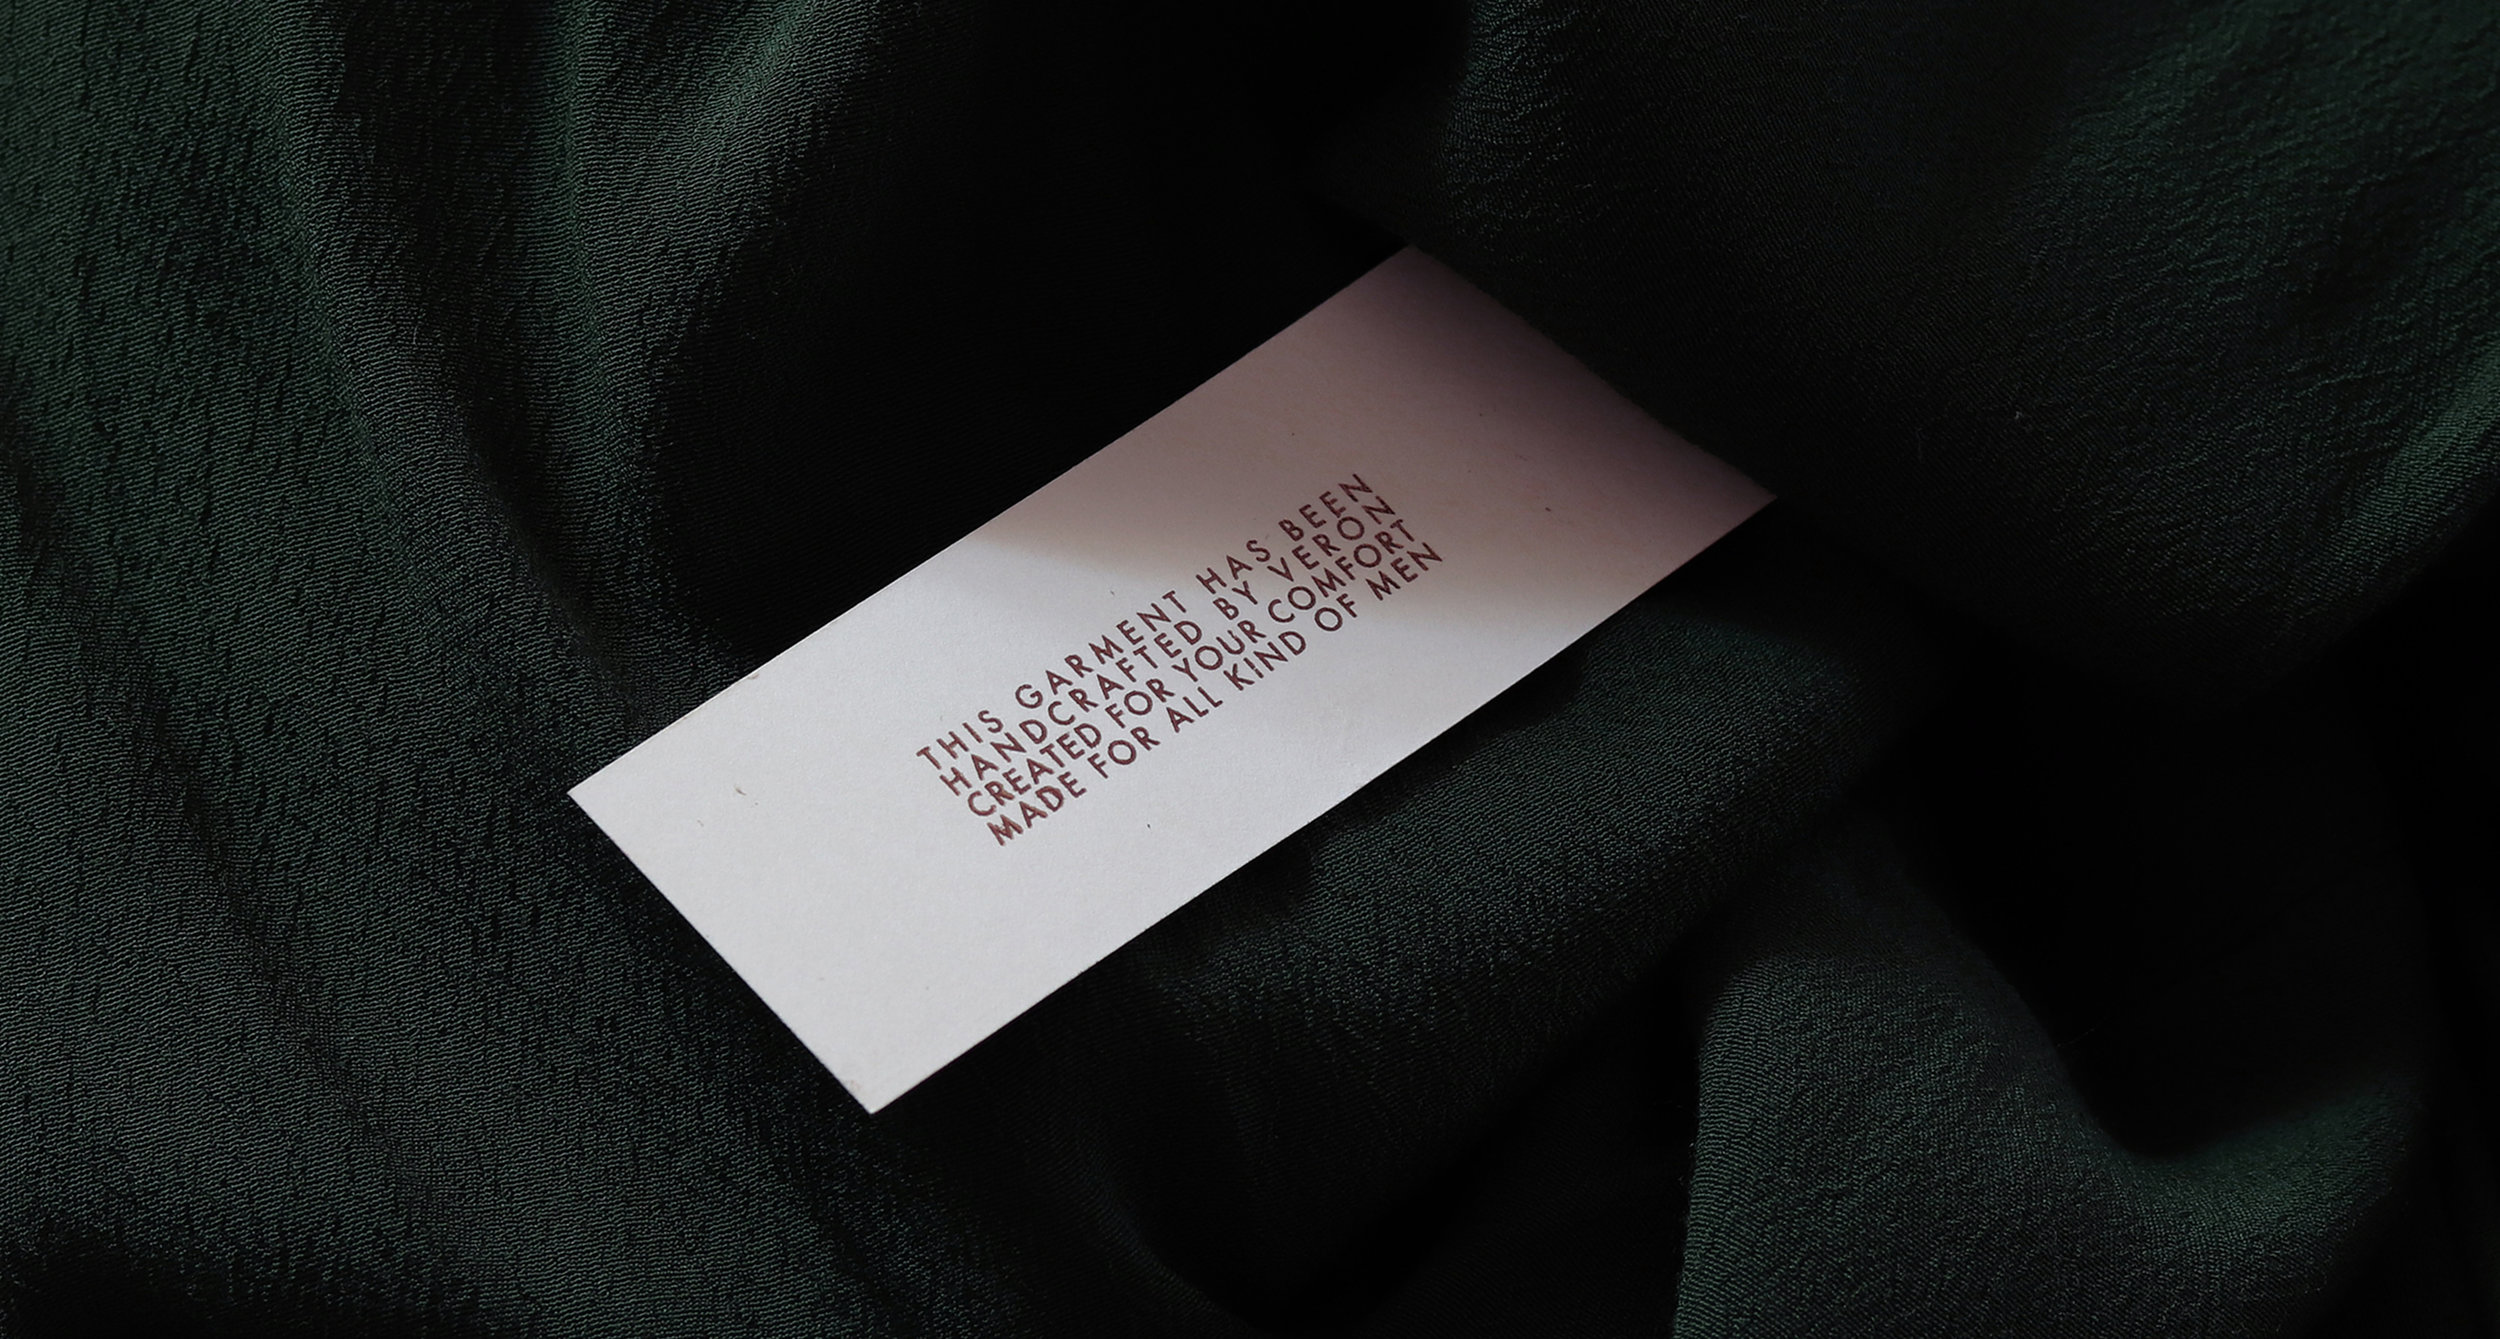 THIS GARMENT HAS BEEN
HANDCRAFTED BY VERON
CREATED FOR YOUR COMFORT
MADE FOR ALL KIND OF MEN